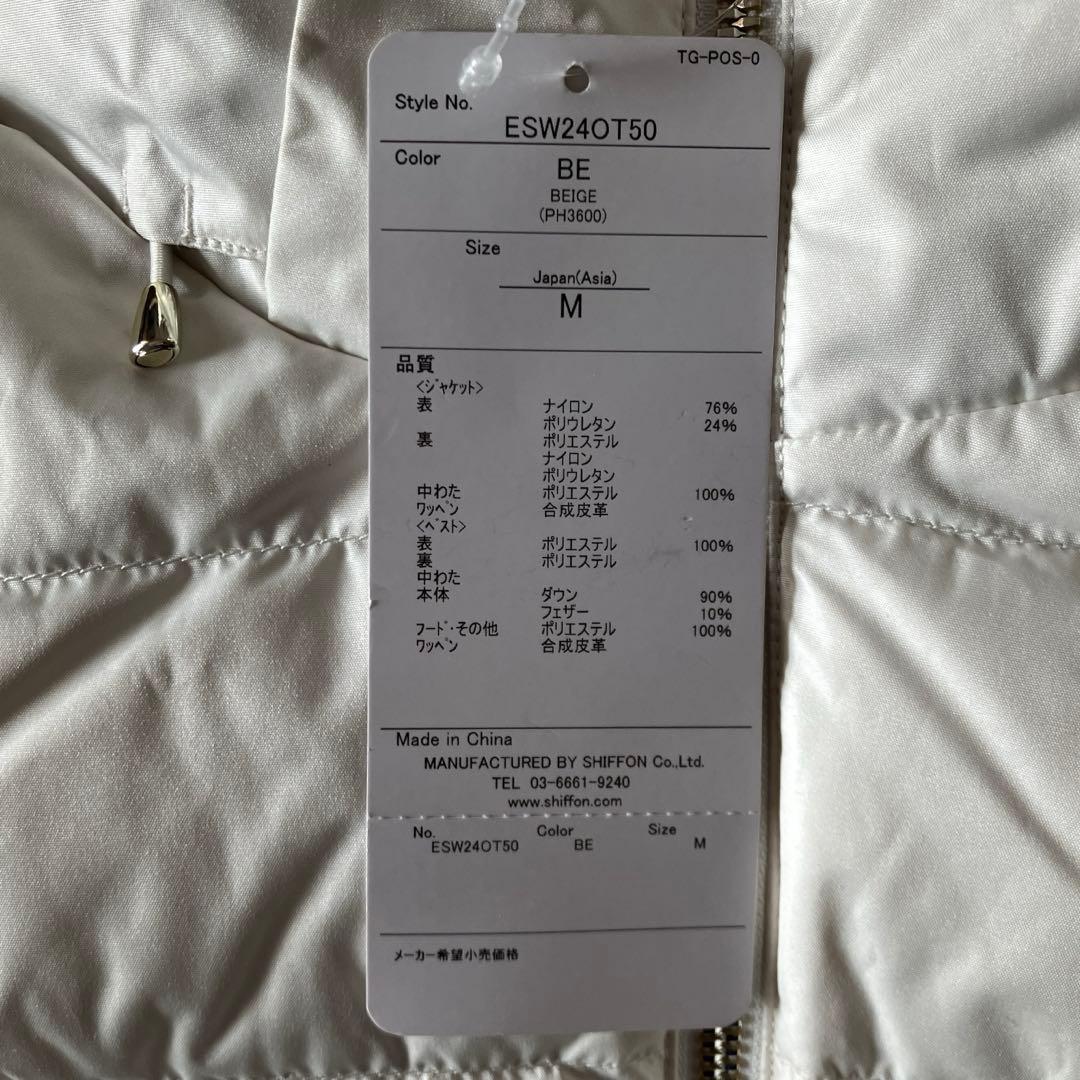 TG-POS-0
Style No.
ESW24OT50
Color
BE
BEIGE
(PH3600)
Size
Japan(Asia)
M
品質
<ｼﾞｬｹｯﾄ>
表 ナイロン 76%
ポリウレタン 24%
裏 ポリエステル
ナイロン
ポリウレタン
中わた ポリエステル 100%
ﾜｯﾍﾟﾝ 合成皮革
<ﾍﾞｽﾄ>
表 ポリエステル 100%
裏 ポリエステル
中わた
本体 ダウン 90%
フェザー 10%
ﾌｰﾄﾞ･その他 ポリエステル 100%
ﾜｯﾍﾟﾝ 合成皮革
Made in China
MANUFACTURED BY SHIFFON Co.,Ltd.
TEL 03-6661-9240
www.shiffon.com
No. Color Size
ESW24OT50 BE M
ﾒｰｶｰ希望小売価格